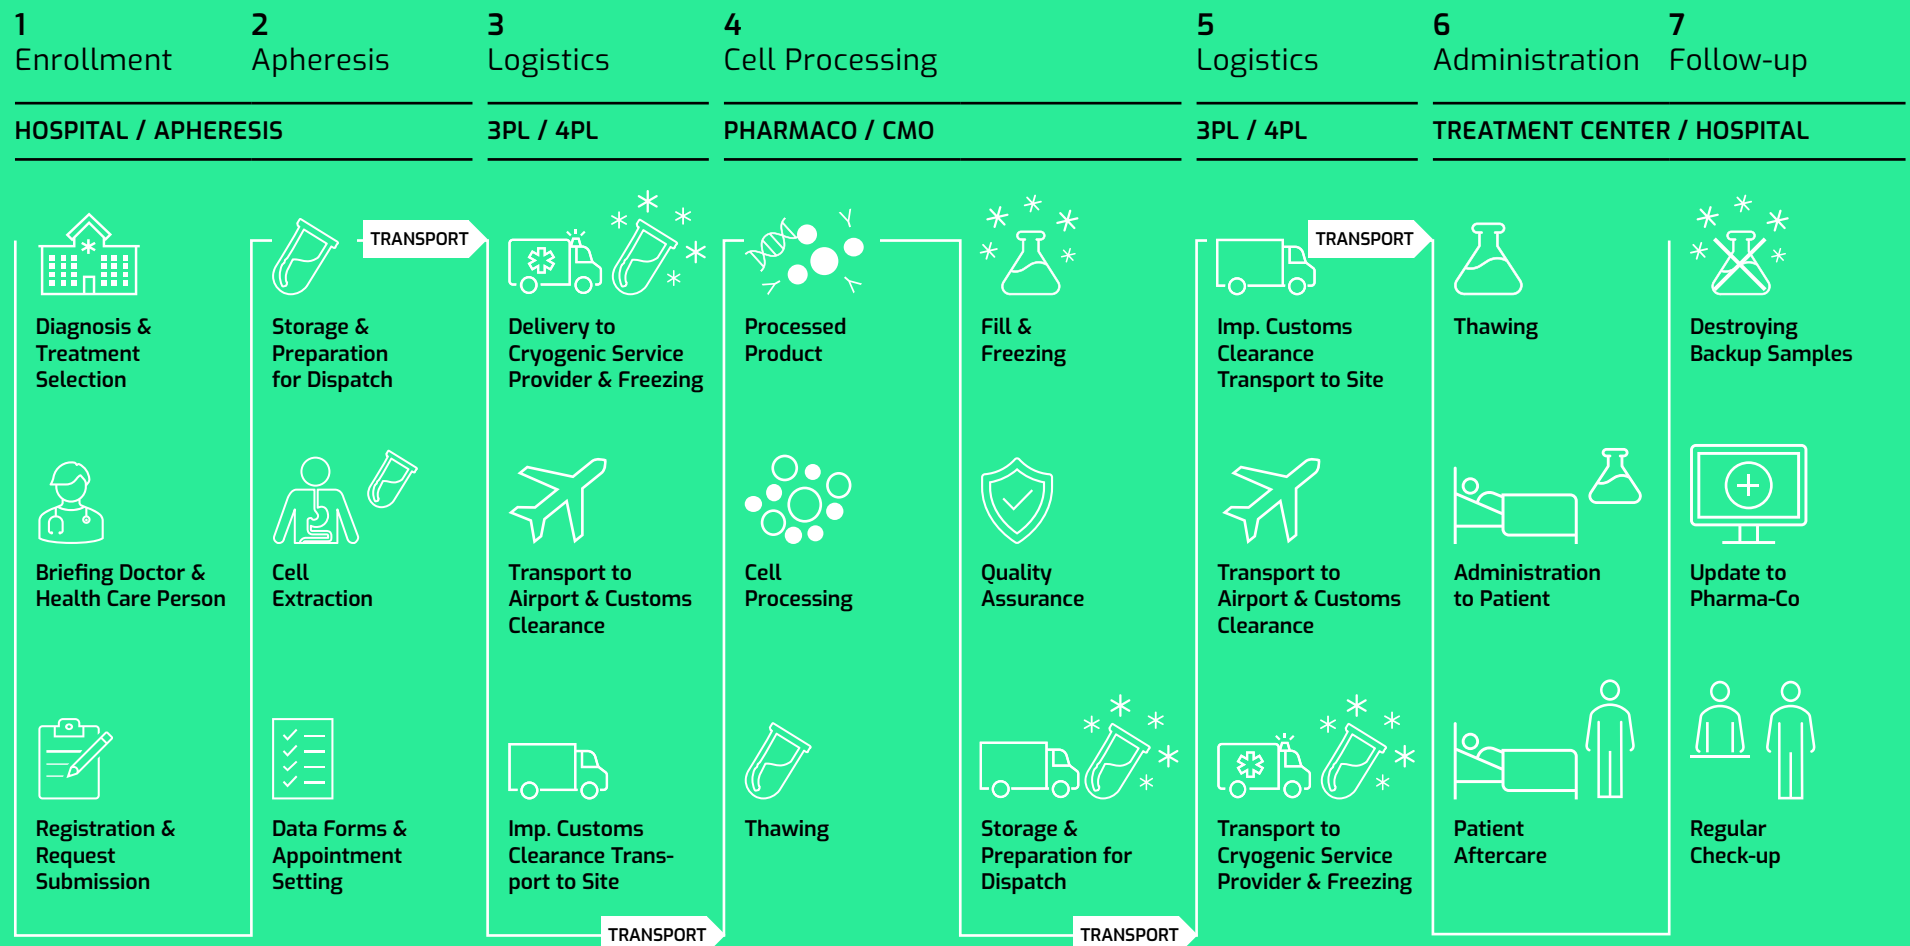 1
Enrollment
2
Apheresis
3
Logistics
4
Cell Processing
5
Logistics
6
Administration
7
Follow-up
HOSPITAL / APHERESIS
3PL / 4PL
PHARMACO / CMO
3PL / 4PL
TREATMENT CENTER / HOSPITAL
Diagnosis &
Treatment
Selection
Briefing Doctor &
Health Care Person
Registration &
Request
Submission
TRANSPORT
Storage &
Preparation
for Dispatch
Cell
Extraction
Data Forms &
Appointment
Setting
Delivery to
Cryogenic Service
Provider & Freezing
Transport to
Airport & Customs
Clearance
Imp. Customs
Clearance Trans-
port to Site
TRANSPORT
Processed
Product
Cell
Processing
Thawing
Fill &
Freezing
Quality
Assurance
Storage &
Preparation for
Dispatch
TRANSPORT
TRANSPORT
Imp. Customs
Clearance
Transport to Site
Transport to
Airport & Customs
Clearance
Transport to
Cryogenic Service
Provider & Freezing
Thawing
Administration
to Patient
Patient
Aftercare
Destroying
Backup Samples
Update to
Pharma-Co
Regular
Check-up